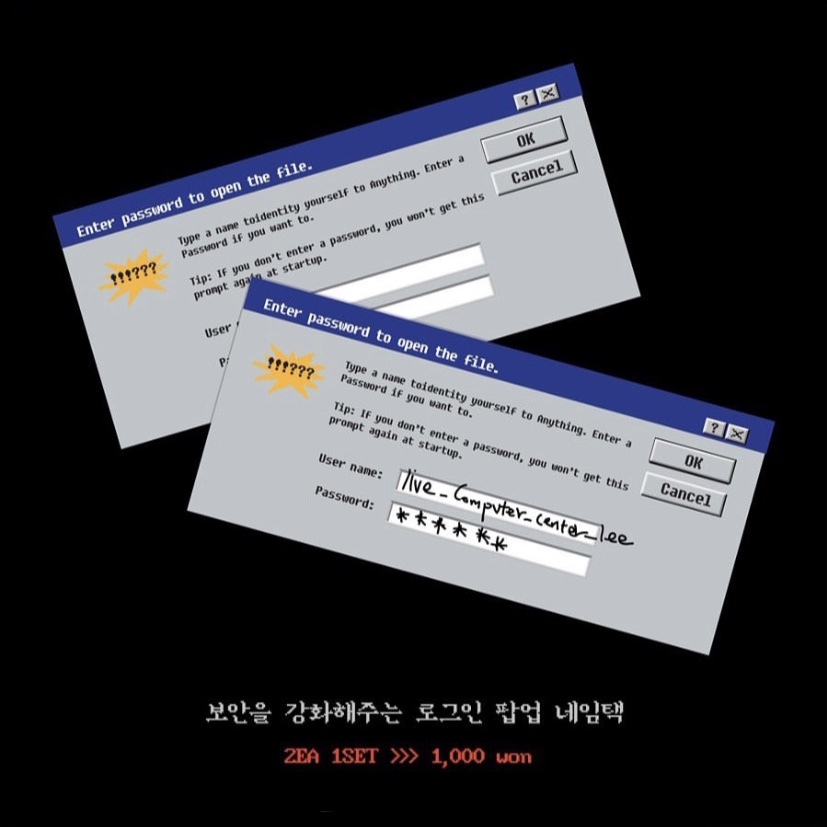 ? X
OK
Cancel
Enter password to open the file.
Type a name toidentity yourself to Anything. Enter a
Password if you want to.
!!!???
Tip: If you don't enter a password, you won't get this
prompt again at startup.
User
Enter password to open the file.
? X
OK
Cancel
!!!???
Type a name toidentity yourself to Anything. Enter a
Password if you want to.
Tip: If you don't enter a password, you won't get this
prompt again at startup.
User name: live_Computer_center_lee
Password: ******
보안을 강화해주는 로그인 팝업 네임택
2EA 1SET >>> 1,000 won